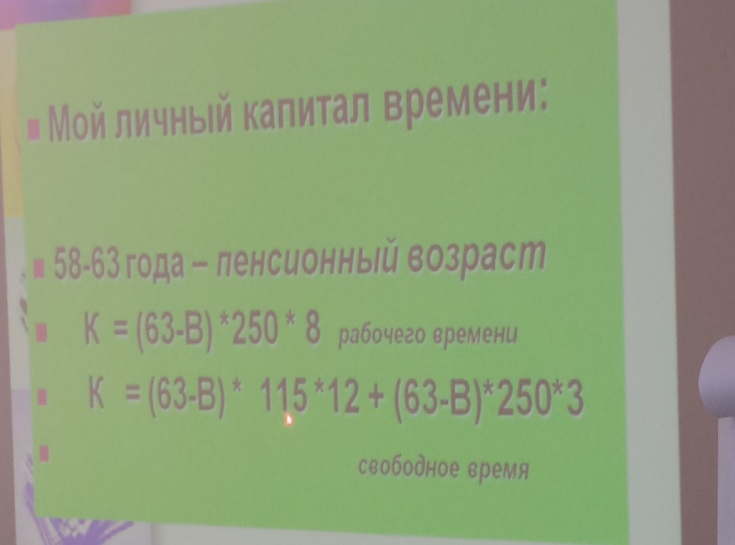 Мой личный капитал времени:
58-63 года – пенсионный возраст
К = (63-В) *250 * 8 рабочего времени
К = (63-В) * 115 *12 + (63-В)*250*3
свободное время